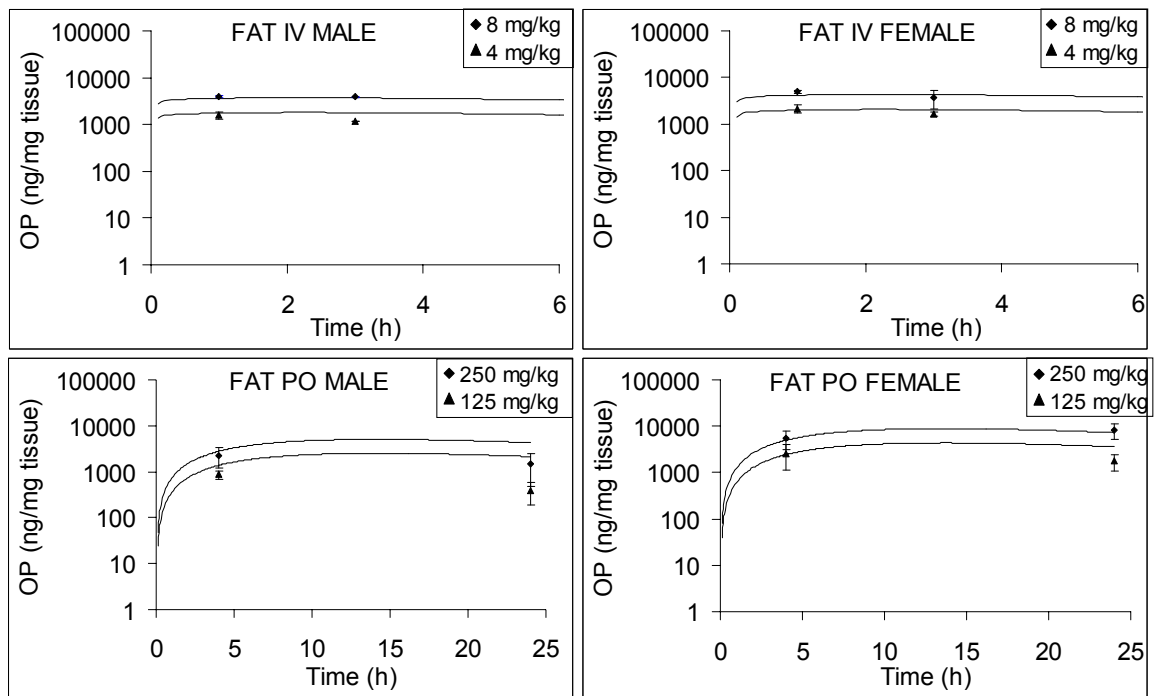 FAT IV MALE
◆ 8 mg/kg
▲ 4 mg/kg
OP (ng/mg tissue)
100000
10000
1000
100
10
1
0 2 4 6
Time (h)
FAT IV FEMALE
◆ 8 mg/kg
▲ 4 mg/kg
OP (ng/mg tissue)
100000
10000
1000
100
10
1
0 2 4 6
Time (h)
FAT PO MALE
◆ 250 mg/kg
▲ 125 mg/kg
OP (ng/mg tissue)
100000
10000
1000
100
10
1
0 5 10 15 20 25
Time (h)
FAT PO FEMALE
◆ 250 mg/kg
▲ 125 mg/kg
OP (ng/mg tissue)
100000
10000
1000
100
10
1
0 5 10 15 20 25
Time (h)